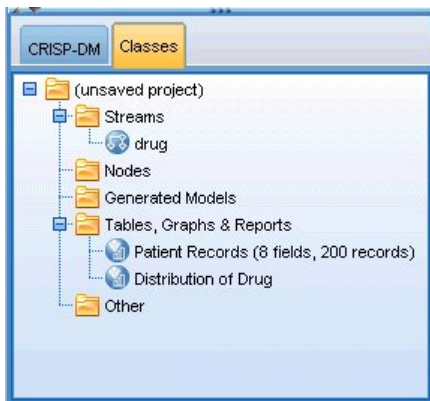 CRISP-DM Classes
(unsaved project)
Streams
drug
Nodes
Generated Models
Tables, Graphs & Reports
Patient Records (8 fields, 200 records)
Distribution of Drug
Other